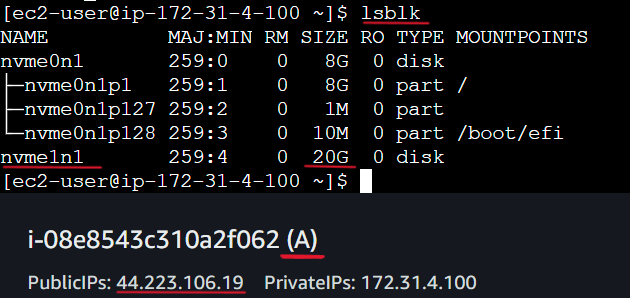 [ec2-user@ip-172-31-4-100 ~]$ lsblk
NAME MAJ:MIN RM SIZE RO TYPE MOUNTPOINTS
nvme0n1 259:0 0 8G 0 disk
├─nvme0n1p1 259:1 0 8G 0 part /
├─nvme0n1p127 259:2 0 1M 0 part
└─nvme0n1p128 259:3 0 10M 0 part /boot/efi
nvme1n1 259:4 0 20G 0 disk
[ec2-user@ip-172-31-4-100 ~]$
i-08e8543c310a2f062 (A)
PublicIPs: 44.223.106.19 PrivateIPs: 172.31.4.100